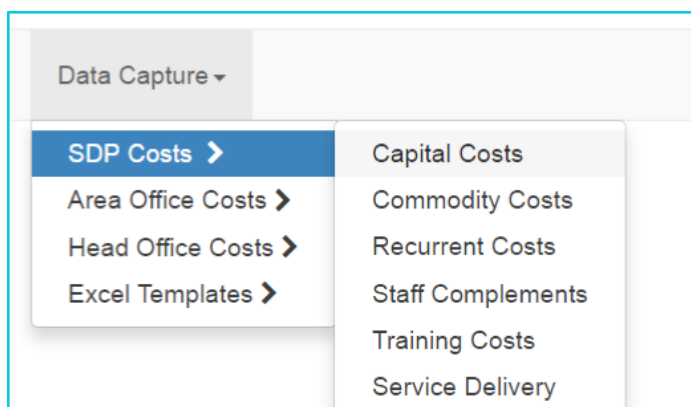 Data Capture
SDP Costs
Area Office Costs
Head Office Costs
Excel Templates
Capital Costs
Commodity Costs
Recurrent Costs
Staff Complements
Training Costs
Service Delivery